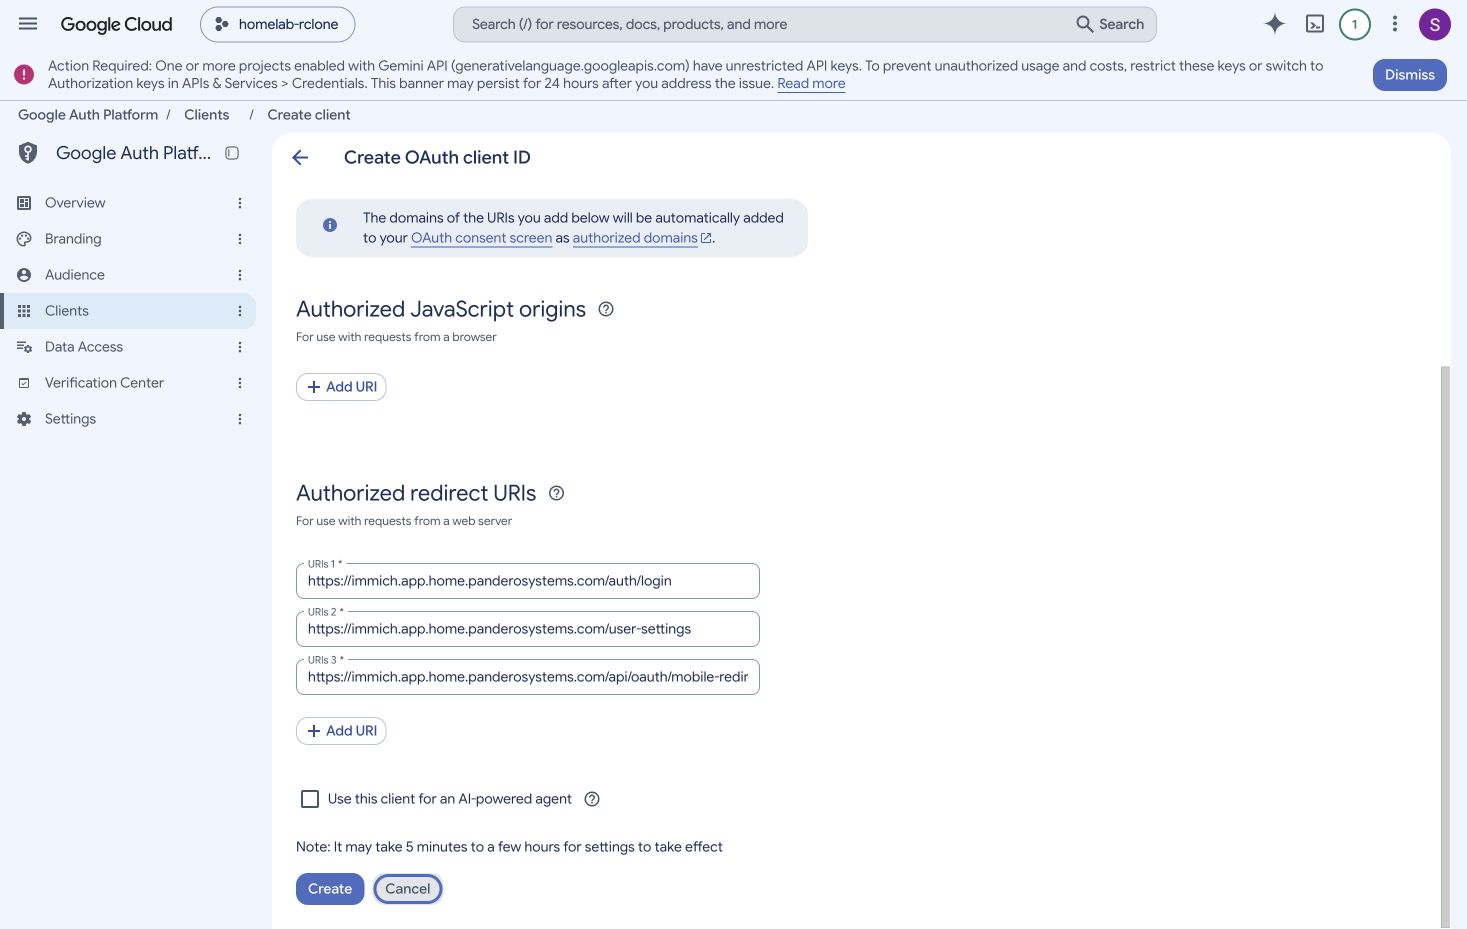 Google Cloud
homelab-rclone
Search (/) for resources, docs, products, and more
Search
1
S
Action Required: One or more projects enabled with Gemini API (generativelanguage.googleapis.com) have unrestricted API keys. To prevent unauthorized usage and costs, restrict these keys or switch to
Authorization keys in APIs & Services > Credentials. This banner may persist for 24 hours after you address the issue. Read more
Dismiss
Google Auth Platform / Clients / Create client
Google Auth Platf...
Overview
Branding
Audience
Clients
Data Access
Verification Center
Settings
Create OAuth client ID
The domains of the URIs you add below will be automatically added
to your OAuth consent screen as authorized domains.
Authorized JavaScript origins
For use with requests from a browser
+ Add URI
Authorized redirect URIs
For use with requests from a web server
URIs 1 *
https://immich.app.home.panderosystems.com/auth/login
URIs 2 *
https://immich.app.home.panderosystems.com/user-settings
URIs 3 *
https://immich.app.home.panderosystems.com/api/oauth/mobile-redir
+ Add URI
Use this client for an AI-powered agent
Note: It may take 5 minutes to a few hours for settings to take effect
Create
Cancel